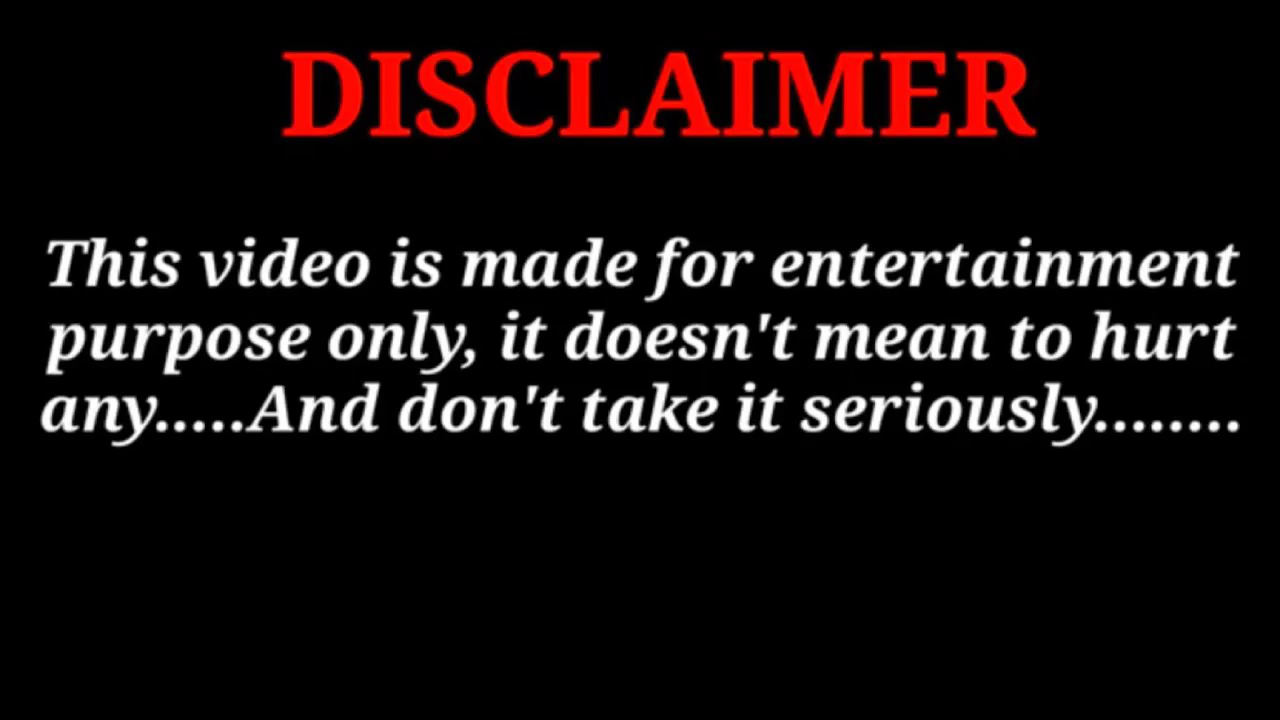 DISCLAIMER
This video is made for entertainment
purpose only, it doesn't mean to hurt
any.....And don't take it seriously........